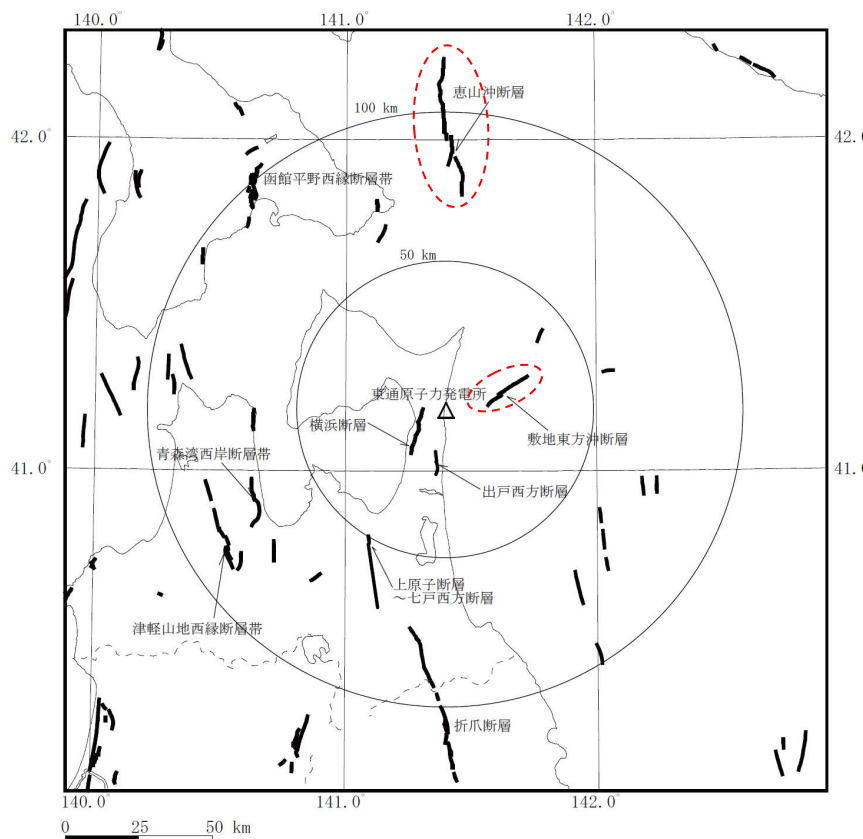 140.0°
141.0°
142.0°
恵山沖断層
100 km
42.0°
42.0°
函館平野西縁断層帯
50 km
東通原子力発電所
横浜断層
敷地東方沖断層
青森湾西岸断層帯
41.0°
41.0°
出戸西方断層
上原子断層
~七戸西方断層
津軽山地西縁断層帯
折爪断層
140.0°
141.0°
142.0°
0 25 50 km